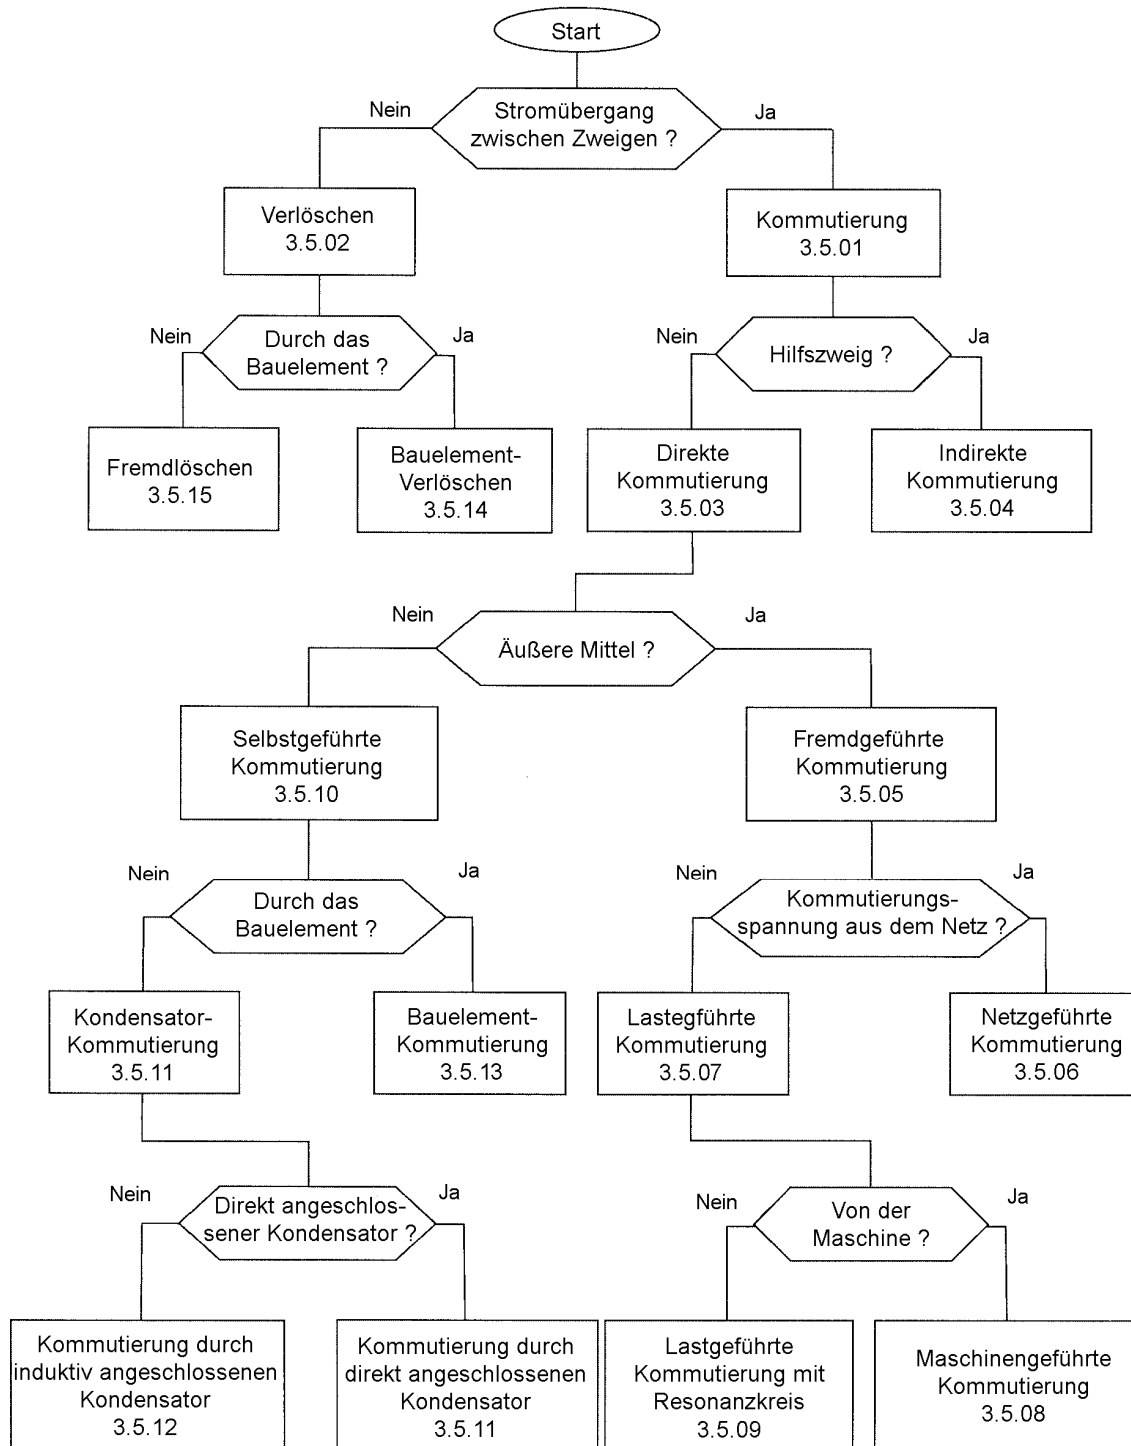 Start
Stromübergang
zwischen Zweigen ?
Nein
Ja
Verlöschen
3.5.02
Kommutierung
3.5.01
Nein
Durch das
Bauelement ?
Ja
Nein
Hilfszweig ?
Ja
Fremdlöschen
3.5.15
Bauelement-
Verlöschen
3.5.14
Direkte
Kommutierung
3.5.03
Indirekte
Kommutierung
3.5.04
Nein
Äußere Mittel ?
Ja
Selbstgeführte
Kommutierung
3.5.10
Fremdgeführte
Kommutierung
3.5.05
Nein
Durch das
Bauelement ?
Ja
Nein
Kommutierungs-
spannung aus dem Netz ?
Ja
Kondensator-
Kommutierung
3.5.11
Bauelement-
Kommutierung
3.5.13
Lastegführte
Kommutierung
3.5.07
Netzgeführte
Kommutierung
3.5.06
Nein
Direkt angeschlos-
sener Kondensator ?
Ja
Nein
Von der
Maschine ?
Ja
Kommutierung durch
induktiv angeschlossenen
Kondensator
3.5.12
Kommutierung durch
direkt angeschlossenen
Kondensator
3.5.11
Lastgeführte
Kommutierung mit
Resonanzkreis
3.5.09
Maschinengeführte
Kommutierung
3.5.08